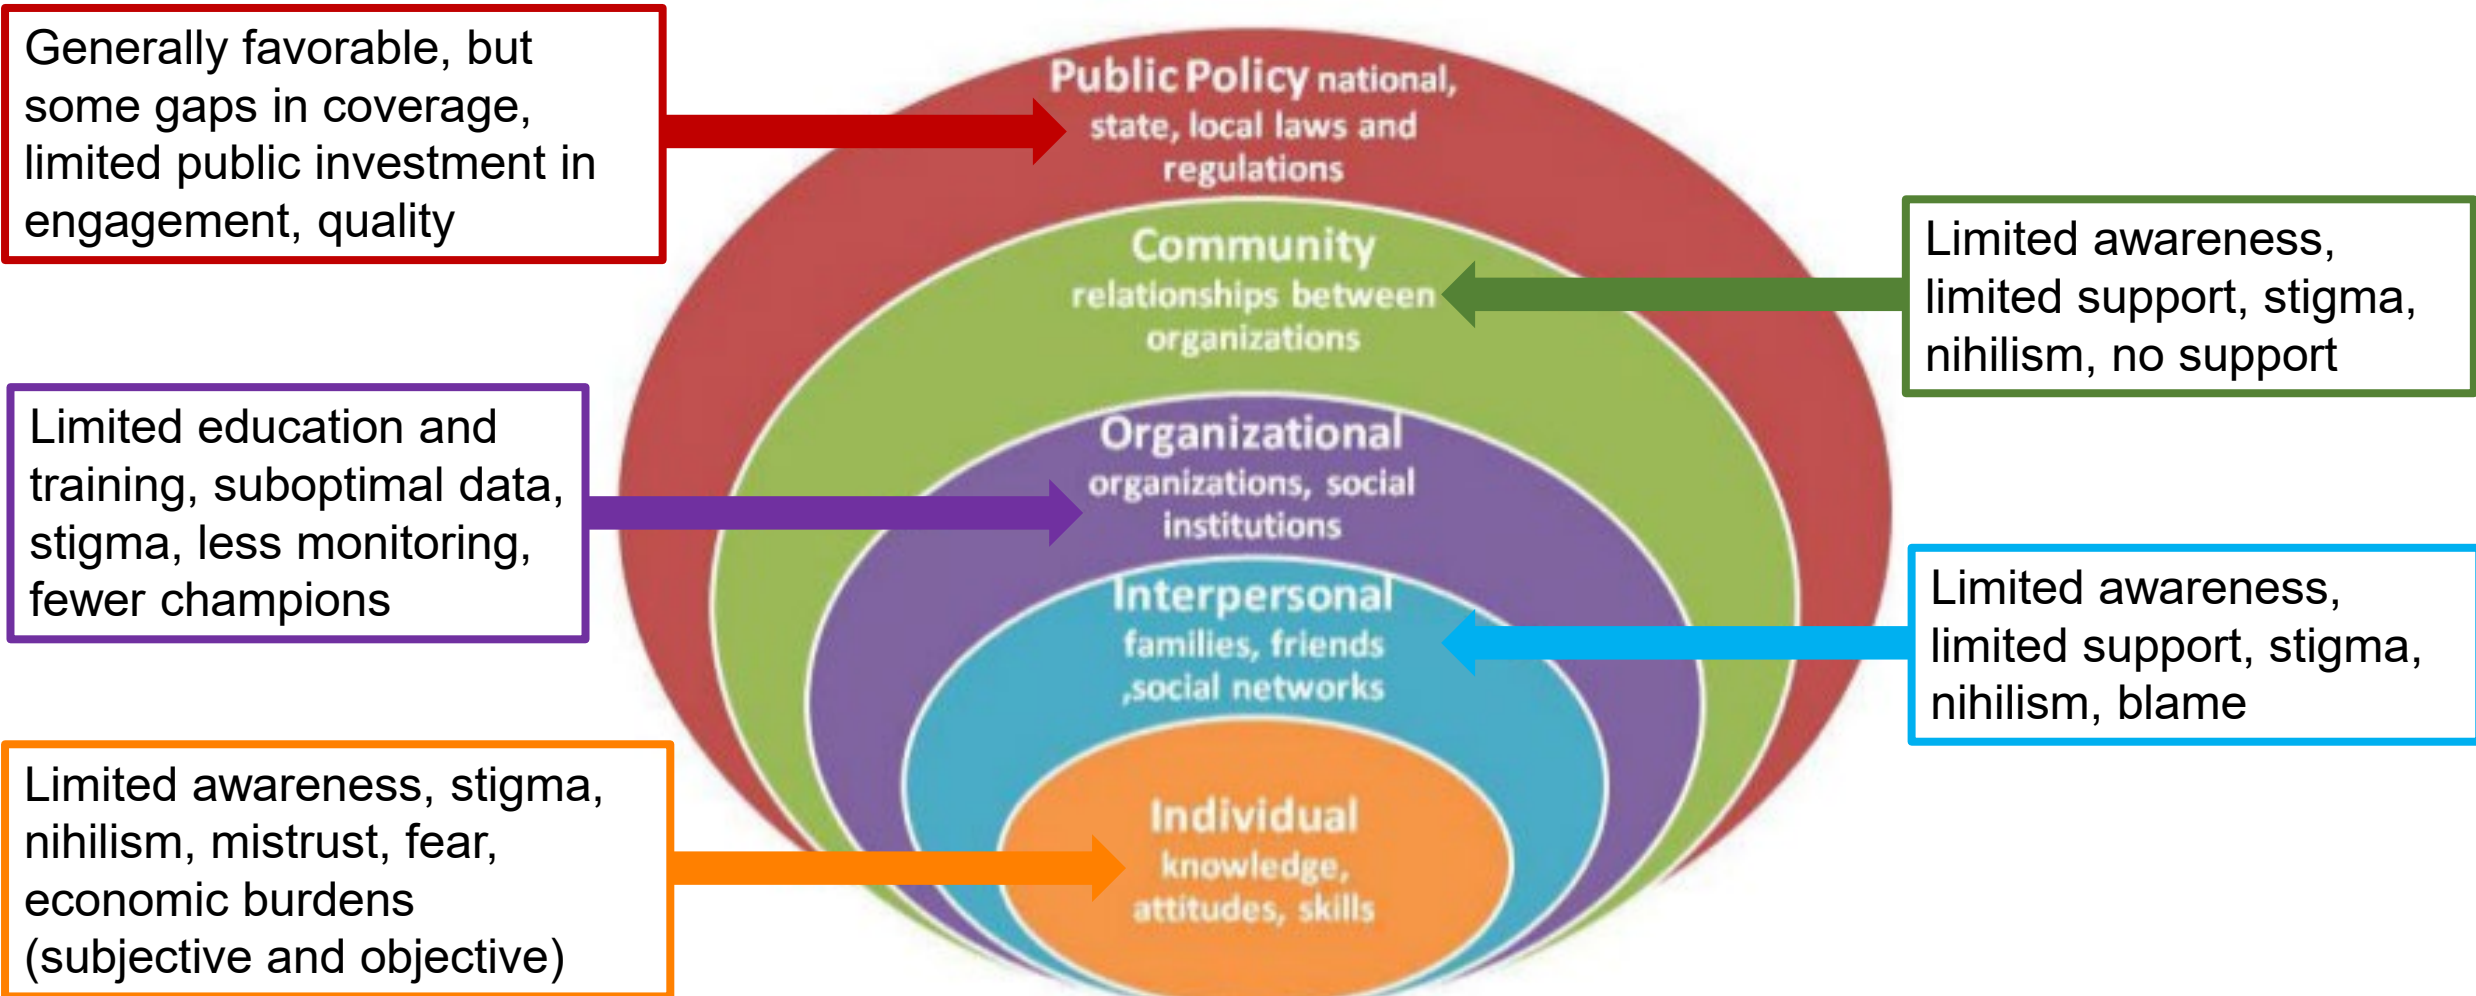 Generally favorable, but
some gaps in coverage,
limited public investment in
engagement, quality
Public Policy national,
state, local laws and
regulations
Community
relationships between
organizations
Limited awareness,
limited support, stigma,
nihilism, no support
Limited education and
training, suboptimal data,
stigma, less monitoring,
fewer champions
Organizational
organizations, social
institutions
Interpersonal
families, friends
,social networks
Limited awareness,
limited support, stigma,
nihilism, blame
Limited awareness, stigma,
nihilism, mistrust, fear,
economic burdens
(subjective and objective)
Individual
knowledge,
attitudes, skills